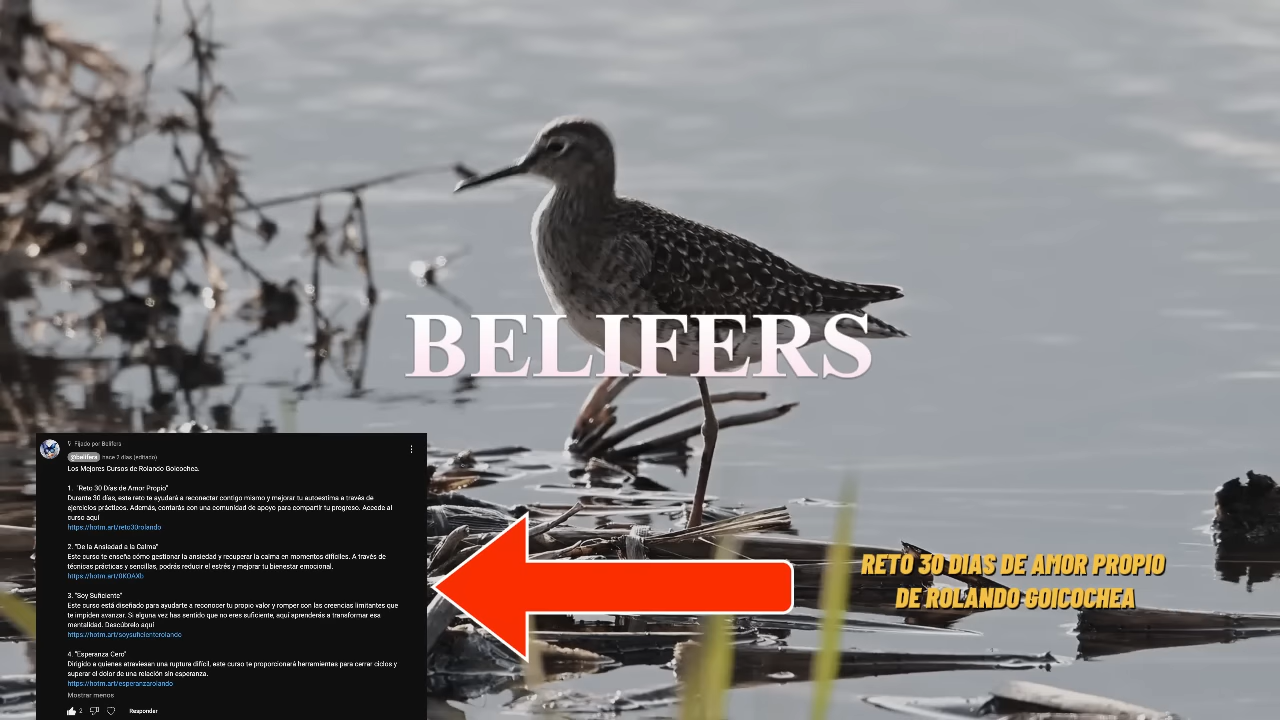 BELIFERS
Fijado por Belifers
@belifers hace 2 días (editado)
Los Mejores Cursos de Rolando Goicochea.
1. "Reto 30 Días de Amor Propio"
Durante 30 días, este reto te ayudará a reconectar contigo mismo y mejorar tu autoestima a través de
ejercicios prácticos. Además, contarás con una comunidad de apoyo para compartir tu progreso. Accede al
curso aquí
https://hotm.art/reto30rolando
2. "De la Ansiedad a la Calma"
Este curso te enseña cómo gestionar la ansiedad y recuperar la calma en momentos difíciles. A través de
técnicas prácticas y sencillas, podrás reducir el estrés y mejorar tu bienestar emocional.
https://hotm.art/0KOAXb
3. "Soy Suficiente"
Este curso está diseñado para ayudarte a reconocer tu propio valor y romper con las creencias limitantes que
te impiden avanzar. Si alguna vez has sentido que no eres suficiente, aquí aprenderás a transformar esa
mentalidad. Descúbrelo aquí
https://hotm.art/soysuficienterolando
4. "Esperanza Cero"
Dirigido a quienes atraviesan una ruptura difícil, este curso te proporcionará herramientas para cerrar ciclos y
superar el dolor de una relación sin esperanza.
https://hotm.art/esperanzarolando
Mostrar menos
2 Responder
RETO 30 DIAS DE AMOR PROPIO
DE ROLANDO GOICOCHEA